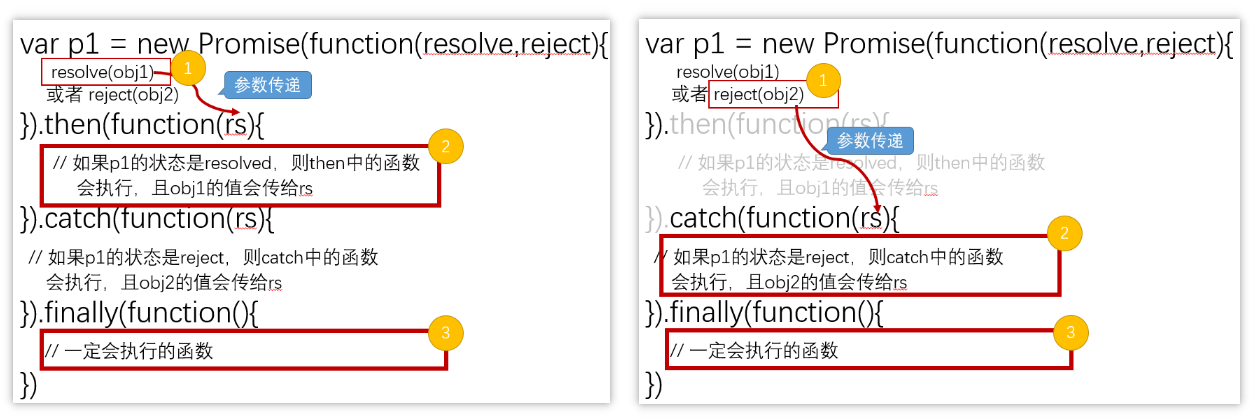 var p1 = new Promise(function(resolve,reject){
resolve(obj1)
1
或者 reject(obj2)
参数传递
}).then(function(rs){
2
// 如果p1的状态是resolved，则then中的函数
会执行，且obj1的值会传给rs
}).catch(function(rs){
// 如果p1的状态是reject，则catch中的函数
会执行，且obj2的值会传给rs
}).finally(function(){
3
// 一定会执行的函数
})
var p1 = new Promise(function(resolve,reject){
resolve(obj1)
1
或者 reject(obj2)
}).then(function(rs){
参数传递
// 如果p1的状态是resolved，则then中的函数
会执行，且obj1的值会传给rs
}).catch(function(rs){
2
// 如果p1的状态是reject，则catch中的函数
会执行，且obj2的值会传给rs
}).finally(function(){
3
// 一定会执行的函数
})